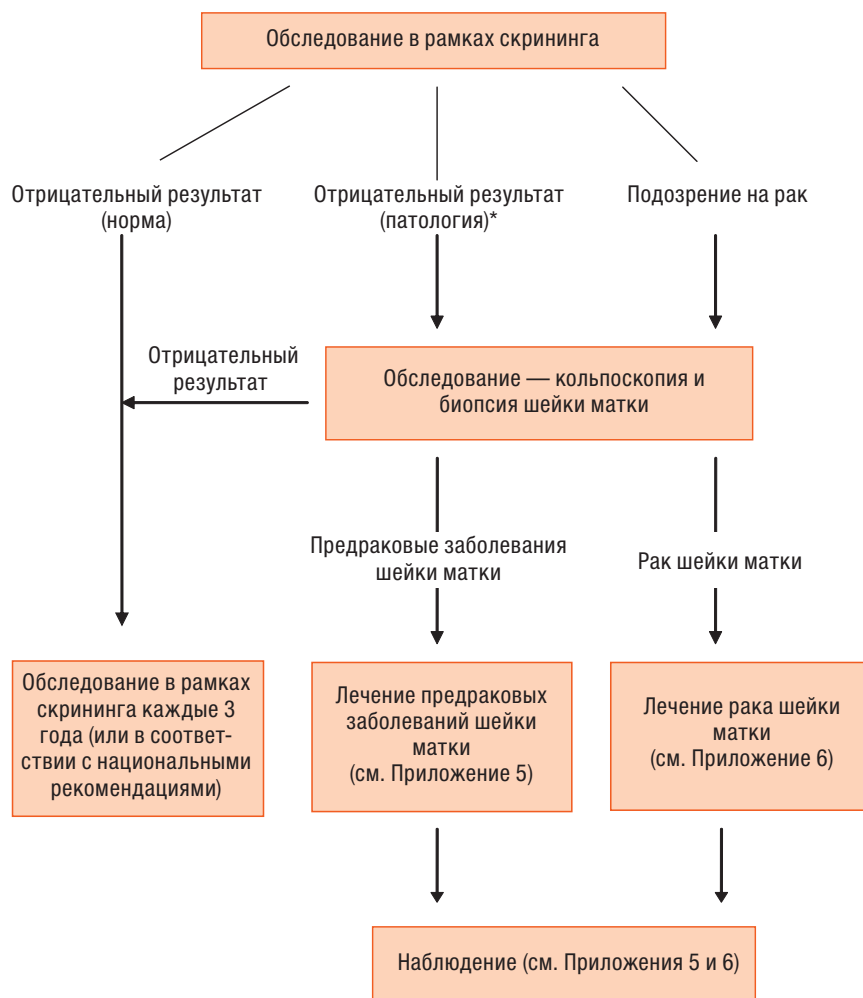 Обследование в рамках скрининга
Отрицательный результат
(норма)
Отрицательный результат
(патология)*
Подозрение на рак
Отрицательный
результат
Обследование — кольпоскопия и
биопсия шейки матки
Предраковые заболевания
шейки матки
Рак шейки матки
Обследование в рамках
скрининга каждые 3
года (или в соответ-
ствии с национальными
рекомендациями)
Лечение предраковых
заболеваний шейки
матки
(см. Приложение 5)
Лечение рака шейки
матки
(см. Приложение 6)
Наблюдение (см. Приложения 5 и 6)